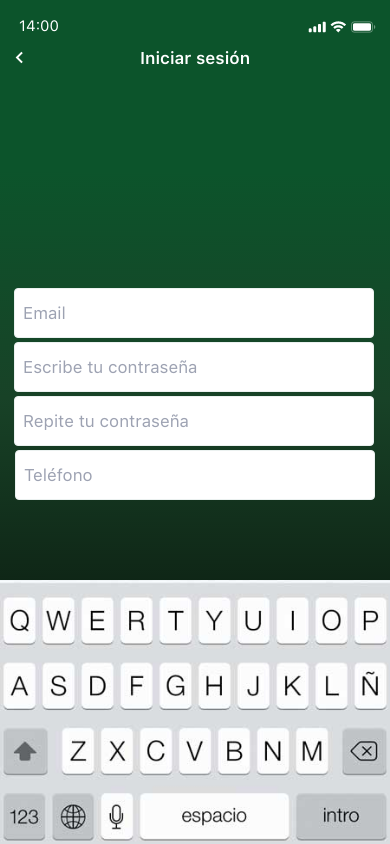 14:00
Iniciar sesión
Email
Escribe tu contraseña
Repite tu contraseña
Teléfono
Q W E R T Y U I O P
A S D F G H J K L Ñ
Z X C V B N M
123 espacio intro